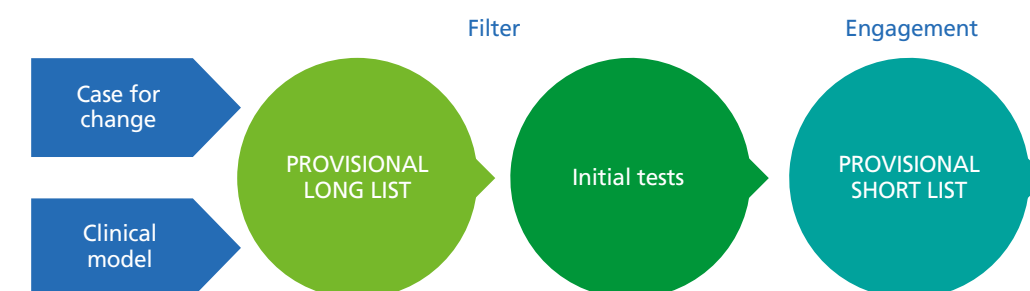 Filter
Engagement
Case for
change
PROVISIONAL
LONG LIST
Initial tests
PROVISIONAL
SHORT LIST
Clinical
model